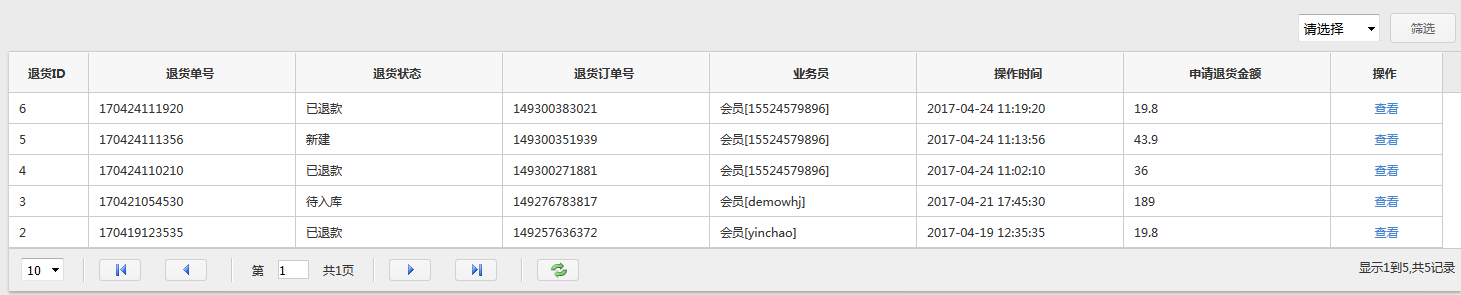 请选择 筛选
退货ID 退货单号 退货状态 退货订单号 业务员 操作时间 申请退货金额 操作
6 170424111920 已退款 149300383021 会员[15524579896] 2017-04-24 11:19:20 19.8 查看
5 170424111356 新建 149300351939 会员[15524579896] 2017-04-24 11:13:56 43.9 查看
4 170424110210 已退款 149300271881 会员[15524579896] 2017-04-24 11:02:10 36 查看
3 170421054530 待入库 149276783817 会员[demowhj] 2017-04-21 17:45:30 189 查看
2 170419123535 已退款 149257636372 会员[yinchao] 2017-04-19 12:35:35 19.8 查看
10 第 1 共1页 显示1到5,共5记录